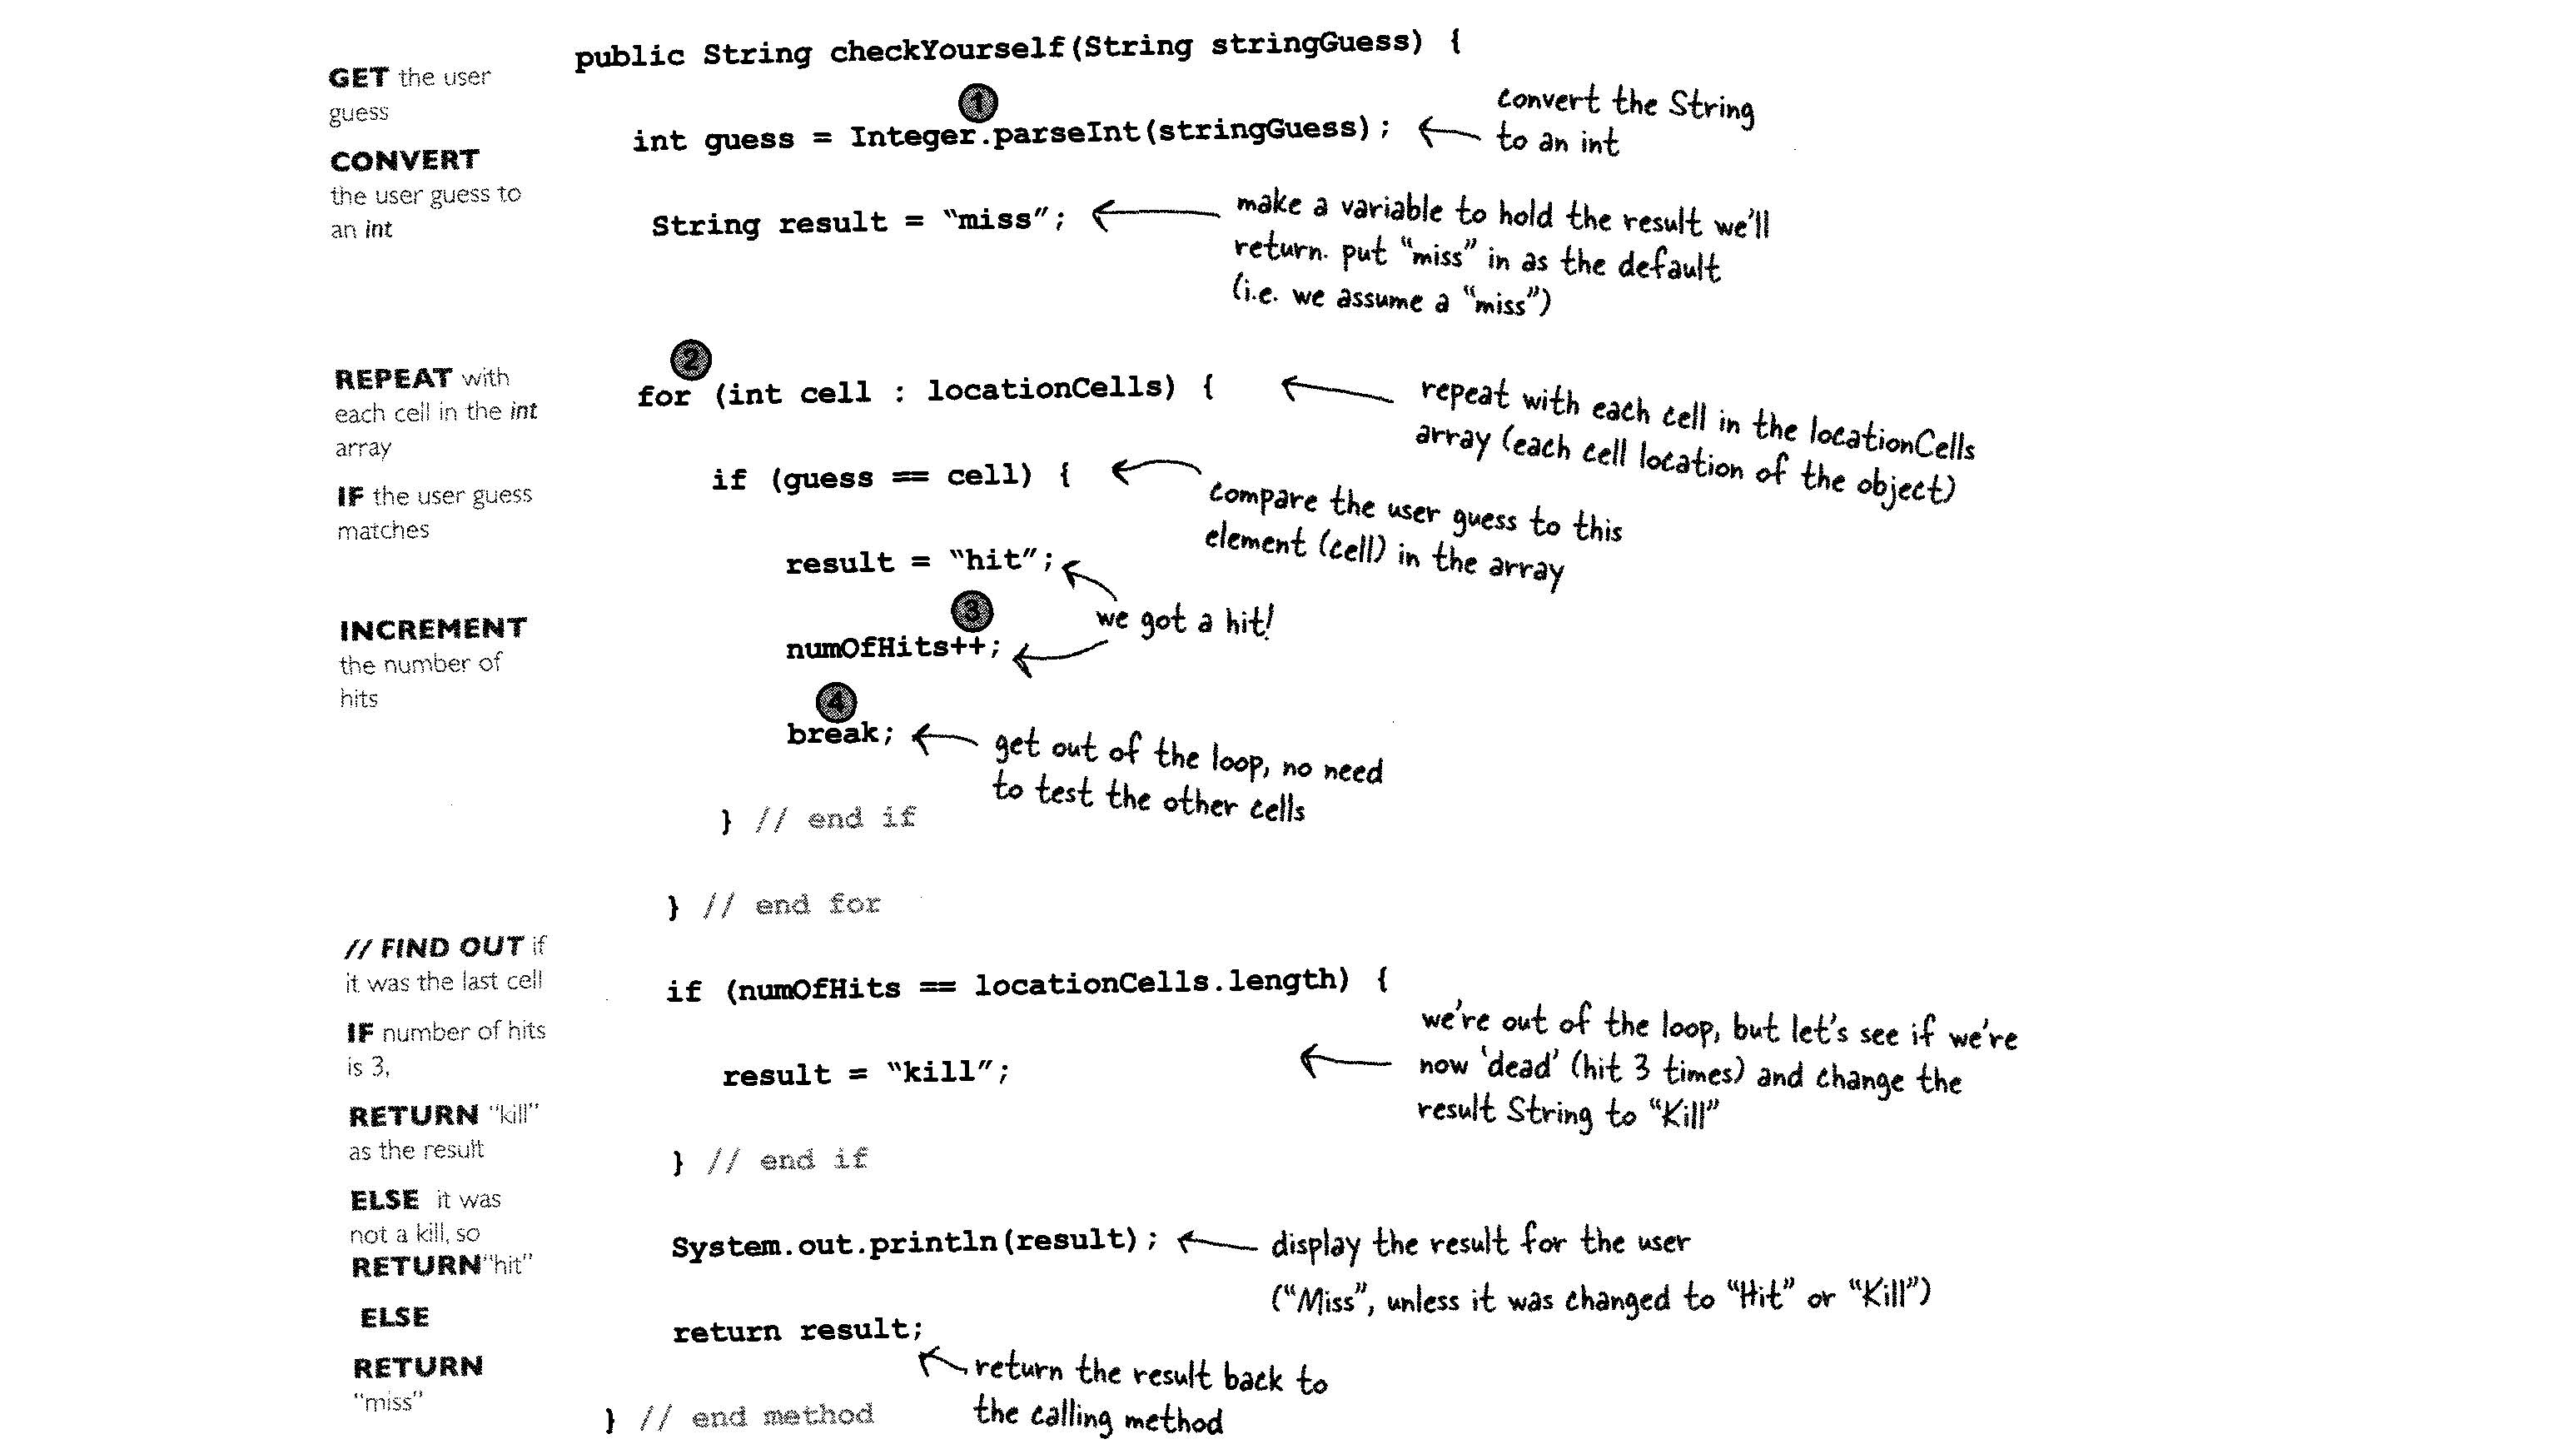 public String checkYourself(String stringGuess) {
GET the user
guess
1
int guess = Integer.parseInt(stringGuess);
convert the String
to an int
CONVERT
the user guess to
an int
String result = “miss”;
make a variable to hold the result we'll
return. put “miss” in as the default
(i.e. we assume a “miss”)
2
REPEAT with
each cell in the int
array
for (int cell : locationCells) {
repeat with each cell in the locationCells
array (each cell location of the object)
IF the user guess
matches
if (guess == cell) {
compare the user guess to this
element (cell) in the array
result = “hit”;
we got a hit!
3
INCREMENT
the number of
hits
numOfHits++;
4
break;
get out of the loop, no need
to test the other cells
} // end if
} // end for
// FIND OUT if
it was the last cell
if (numOfHits == locationCells.length) {
IF number of hits
is 3,
we're out of the loop, but let's see if we're
now 'dead' (hit 3 times) and change the
result String to “Kill”
result = “kill”;
RETURN “kill”
as the result
} // end if
ELSE it was
not a kill, so
RETURN“hit”
System.out.println(result);
display the result for the user
(“Miss”, unless it was changed to “Hit” or “Kill”)
ELSE
return result;
return the result back to
the calling method
RETURN
“miss”
} // end method